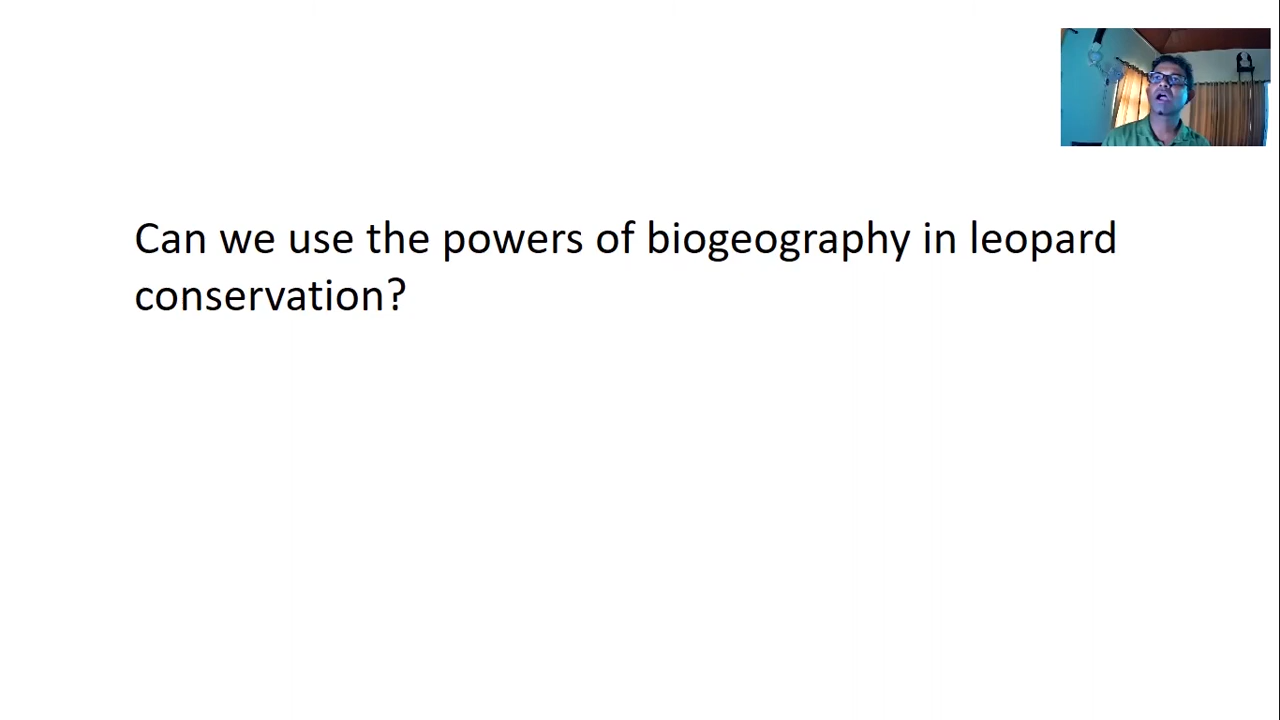 Can we use the powers of biogeography in leopard
conservation?